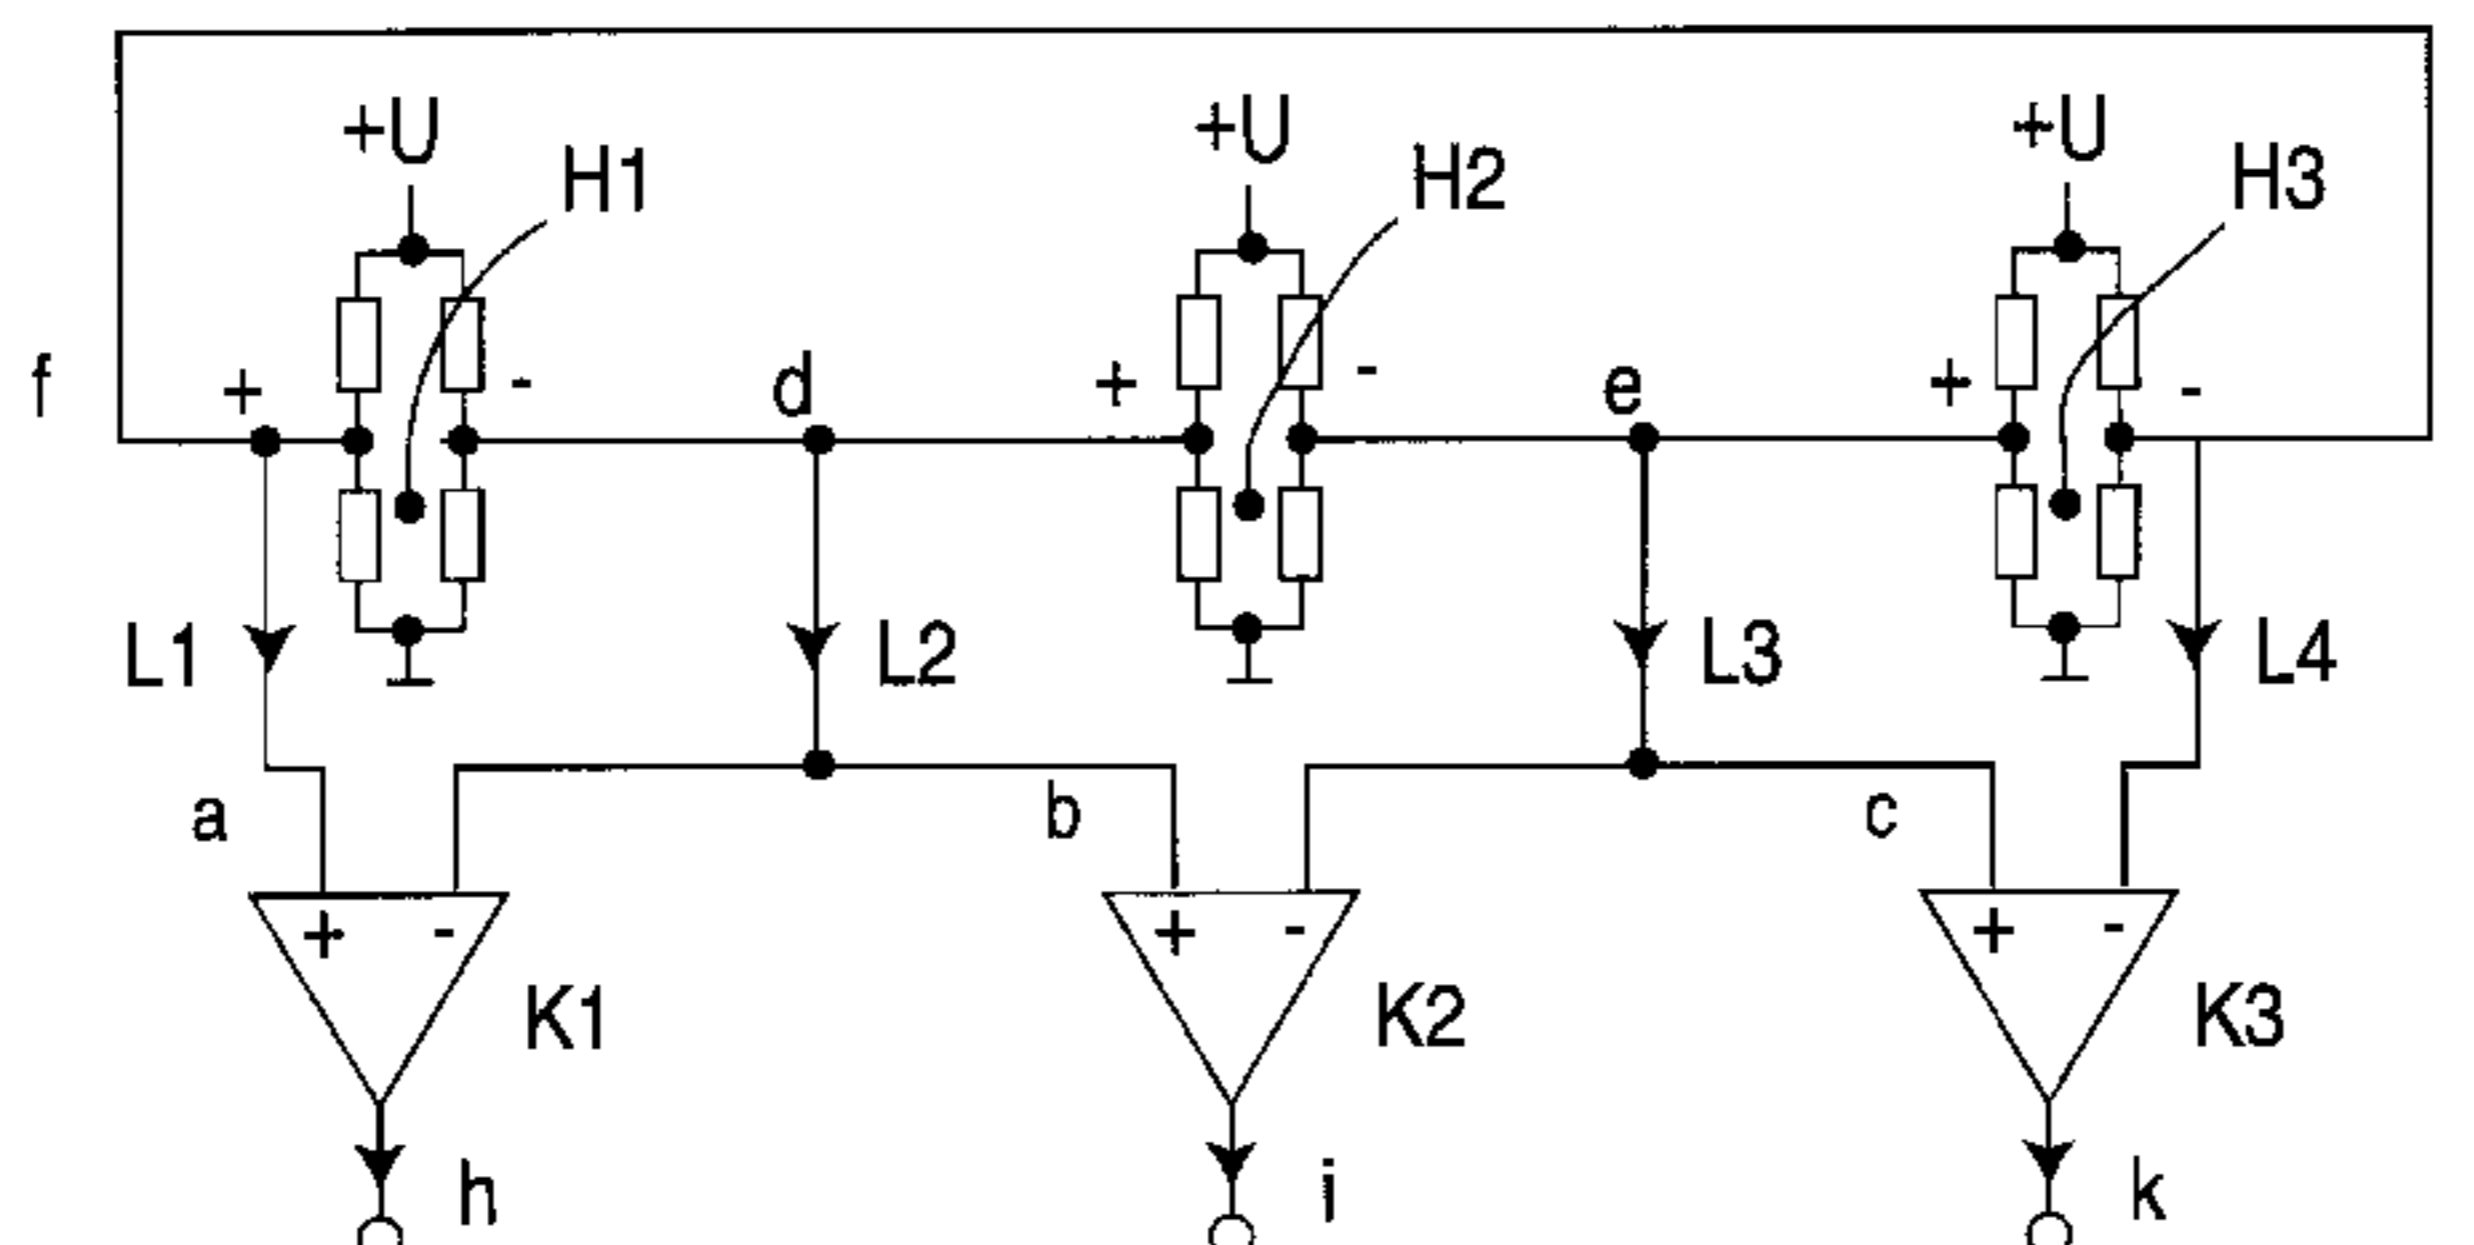 +U +U +U
H1 H2 H3
f + - d + - e + -
L1 L2 L3 L4
a b c
+ - + - + -
K1 K2 K3
h i k